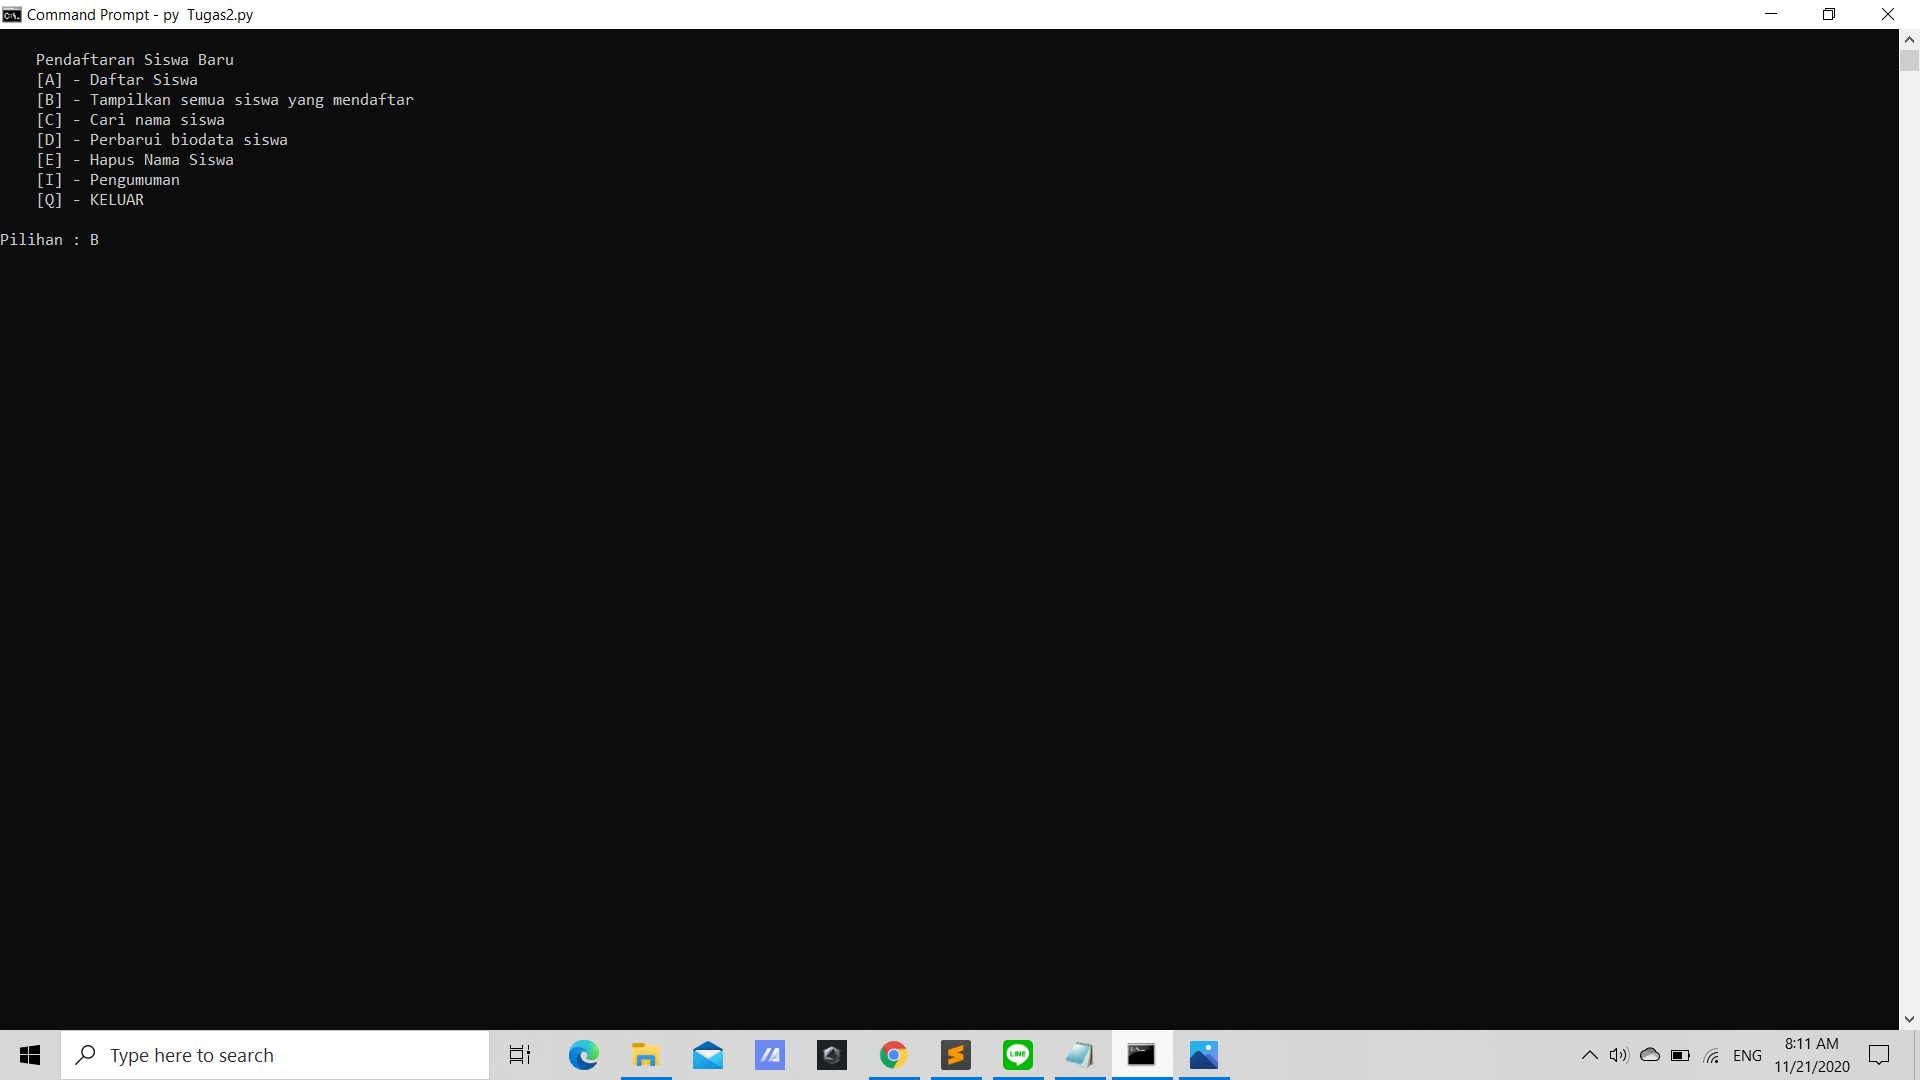 Command Prompt - py  Tugas2.py
Pendaftaran Siswa Baru
[A] - Daftar Siswa
[B] - Tampilkan semua siswa yang mendaftar
[C] - Cari nama siswa
[D] - Perbarui biodata siswa
[E] - Hapus Nama Siswa
[I] - Pengumuman
[Q] - KELUAR
Pilihan : B
Type here to search
LINE
ENG
8:11 AM
11/21/2020